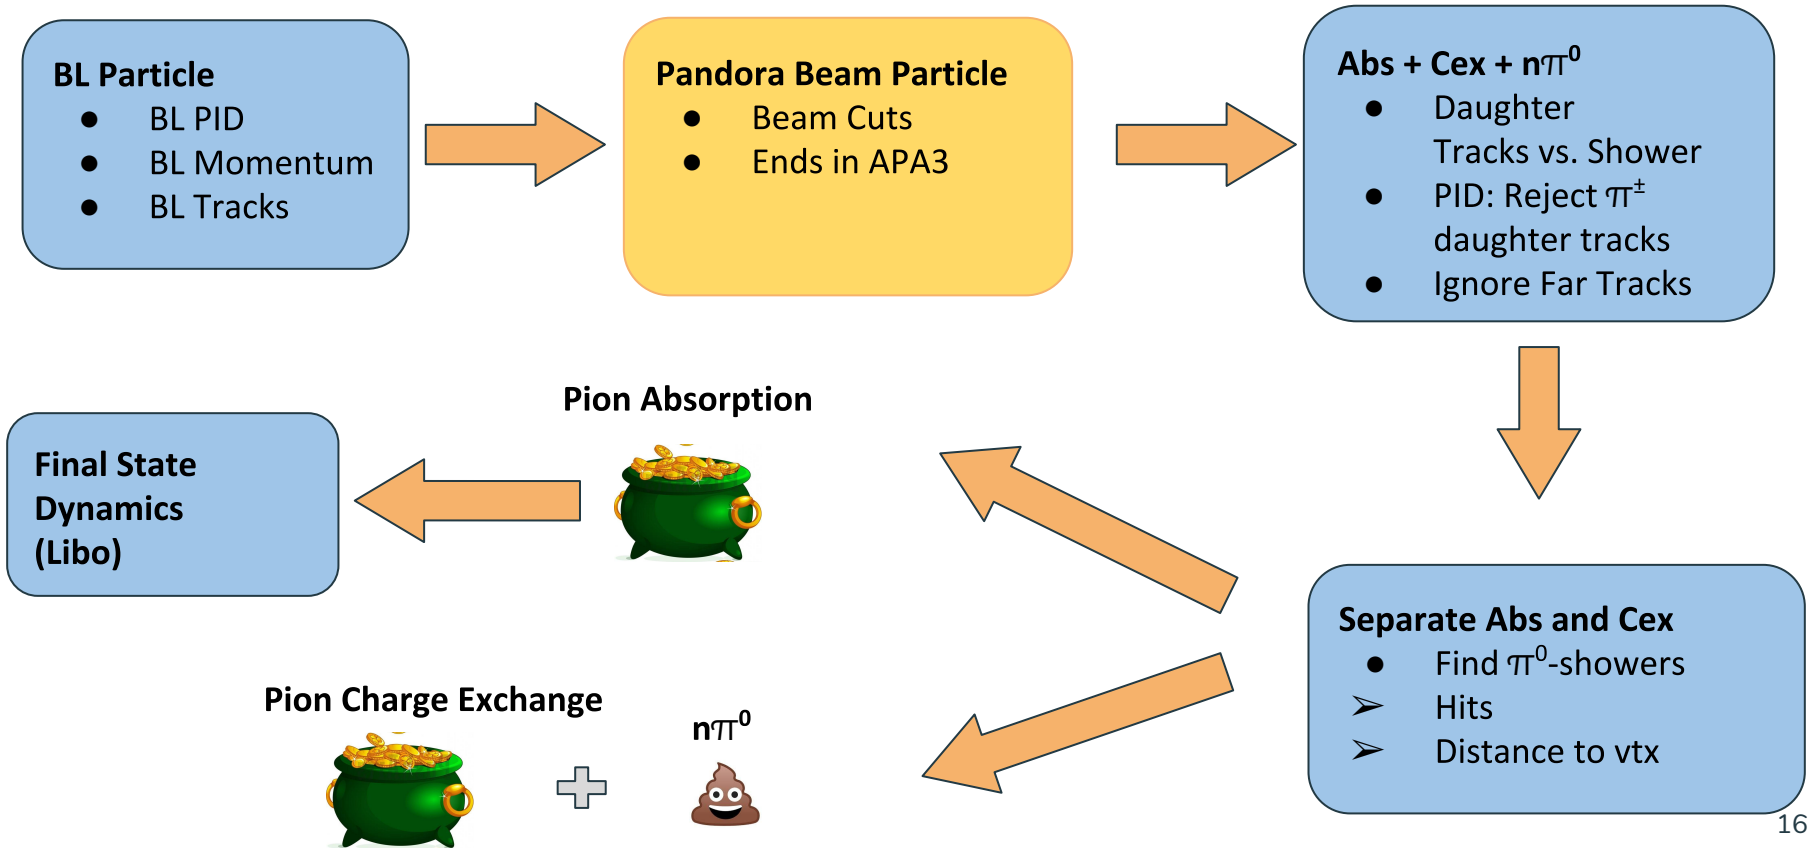 BL Particle
● BL PID
● BL Momentum
● BL Tracks
Pandora Beam Particle
● Beam Cuts
● Ends in APA3
Abs + Cex + nπ⁰
● Daughter
Tracks vs. Shower
● PID: Reject π±
daughter tracks
● Ignore Far Tracks
Separate Abs and Cex
● Find π⁰-showers
➢ Hits
➢ Distance to vtx
Pion Absorption
Final State
Dynamics
(Libo)
Pion Charge Exchange
nπ⁰
16